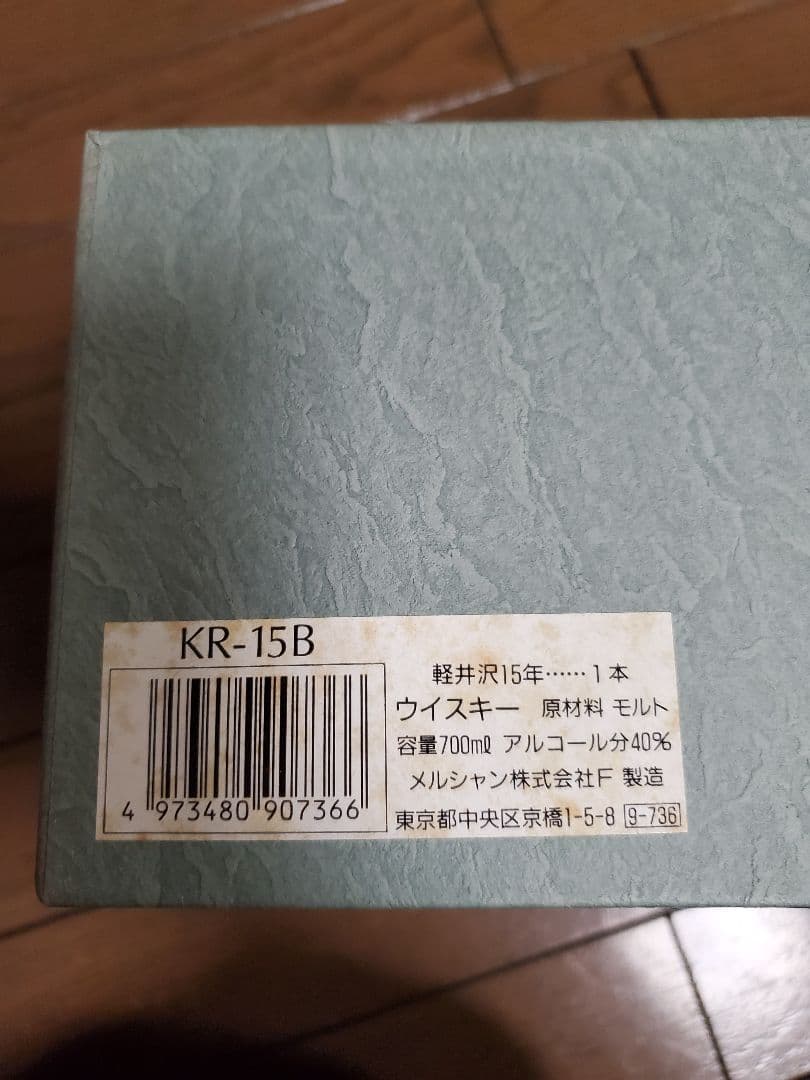 KR-15B
4 973480 907366
軽井沢15年……1本
ウイスキー 原材料 モルト
容量700mℓ アルコール分40%
メルシャン株式会社F 製造
東京都中央区京橋1-5-8 9-736